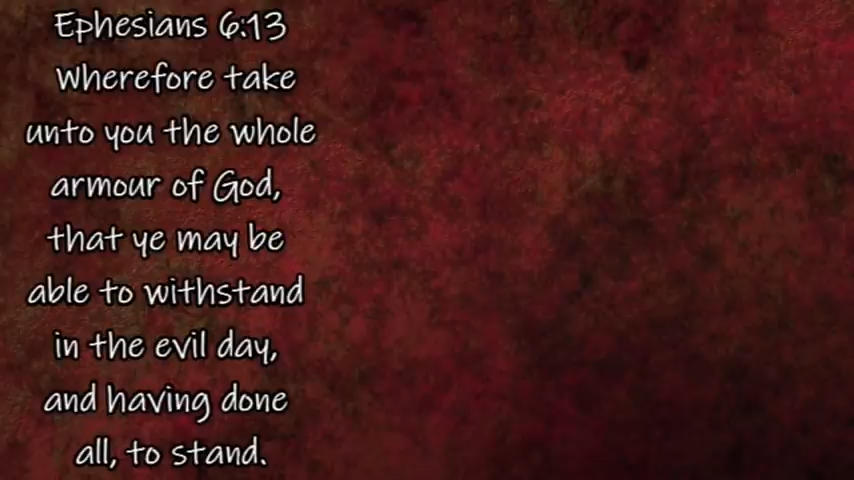 Ephesians 6:13
Wherefore take
unto you the whole
armour of God,
that ye may be
able to withstand
in the evil day,
and having done
all, to stand.